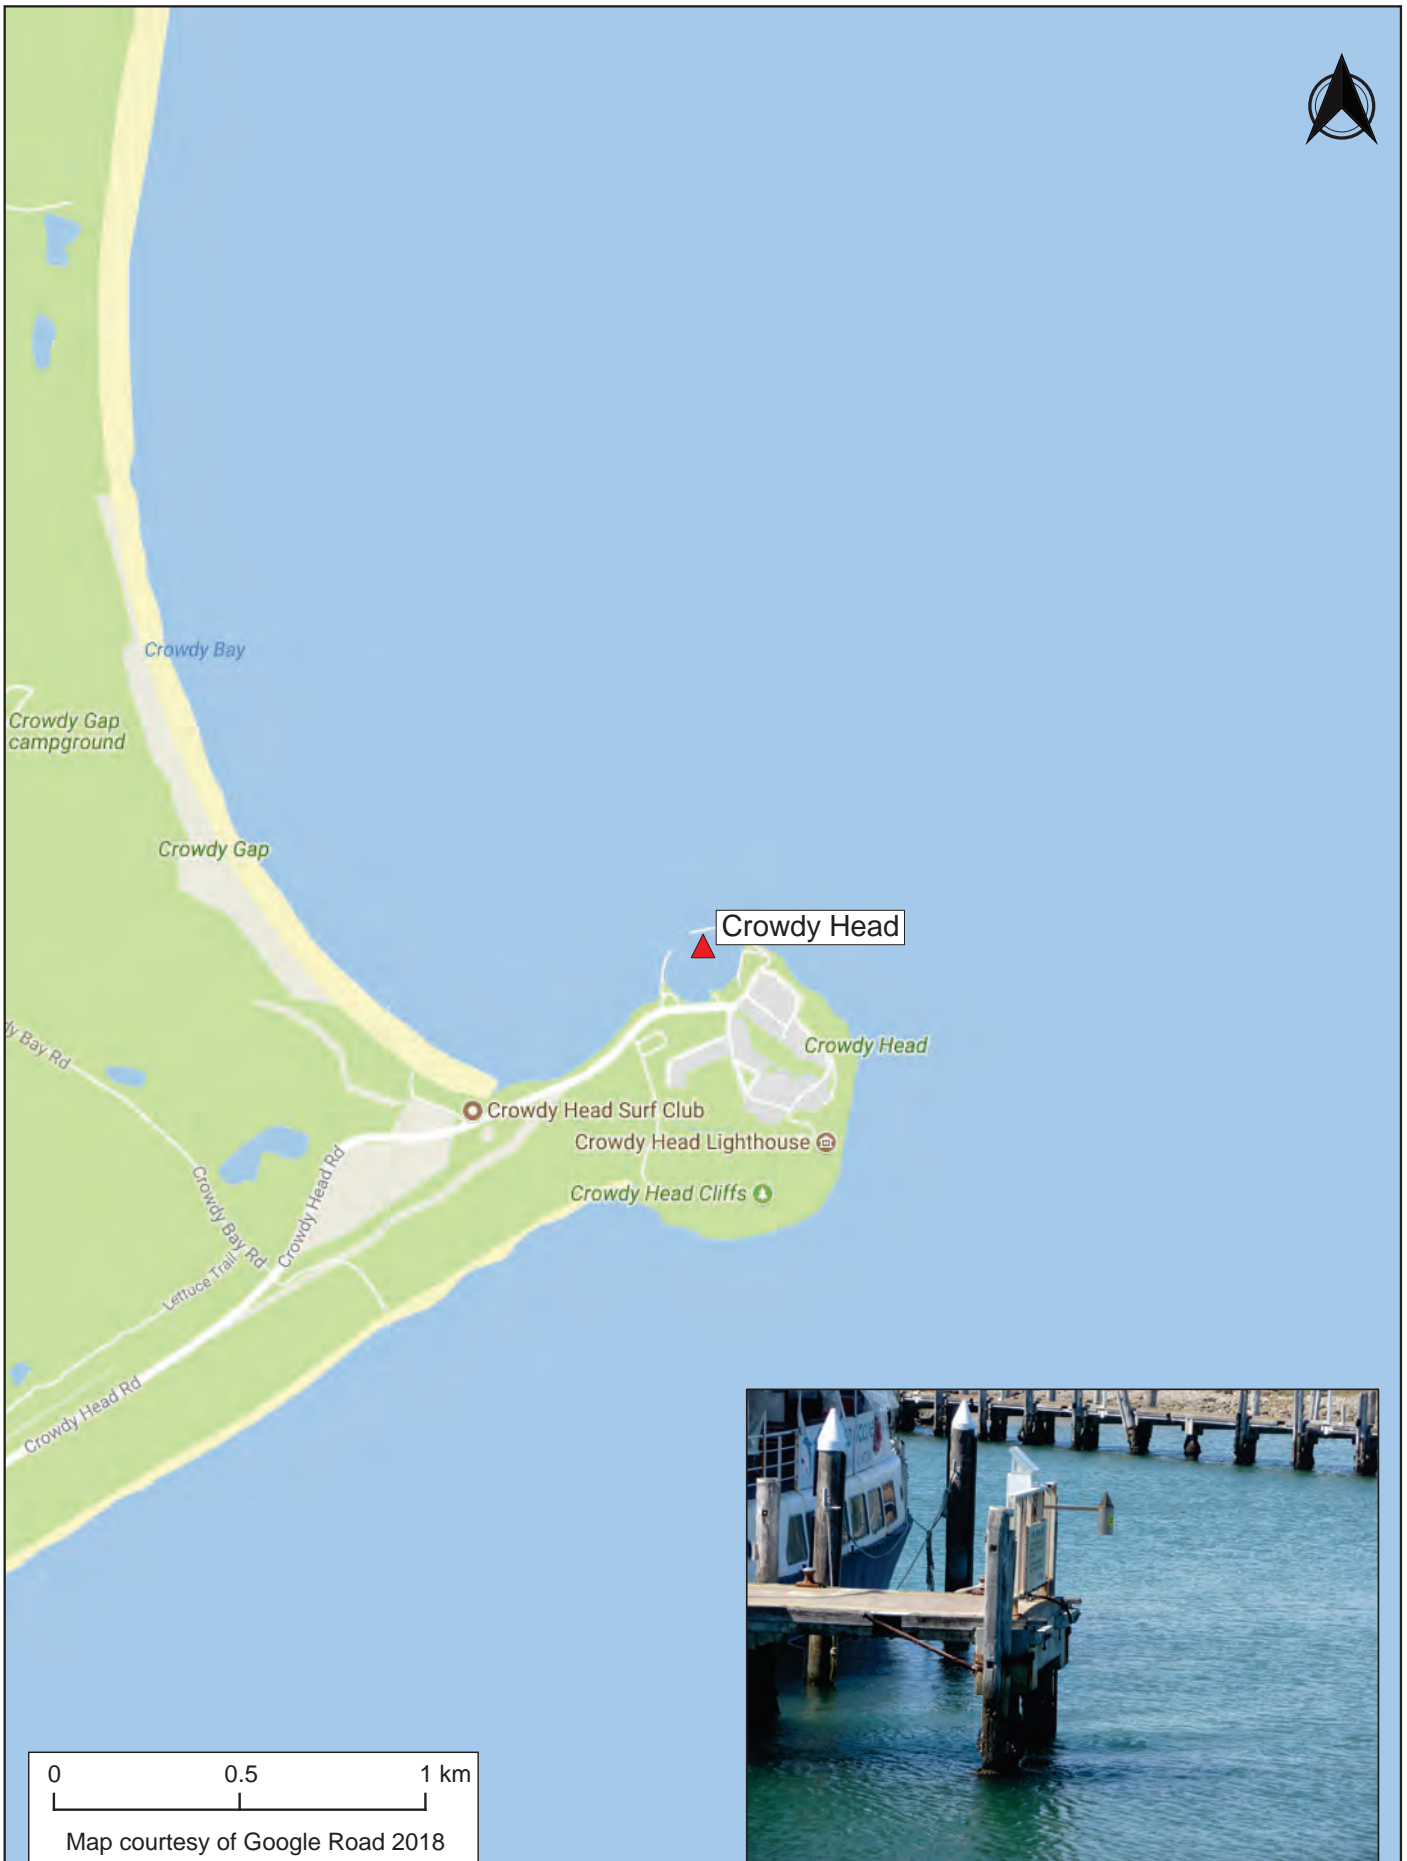 Crowdy Bay
Crowdy Gap
campground
Crowdy Gap
Crowdy Head
Crowdy Head
dy Bay Rd
Crowdy Head Surf Club
Crowdy Head Lighthouse
Crowdy Head Cliffs
Crowdy Head Rd
Crowdy Bay Rd
Lettuce Trail
Crowdy Head Rd
0 0.5 1 km
Map courtesy of Google Road 2018